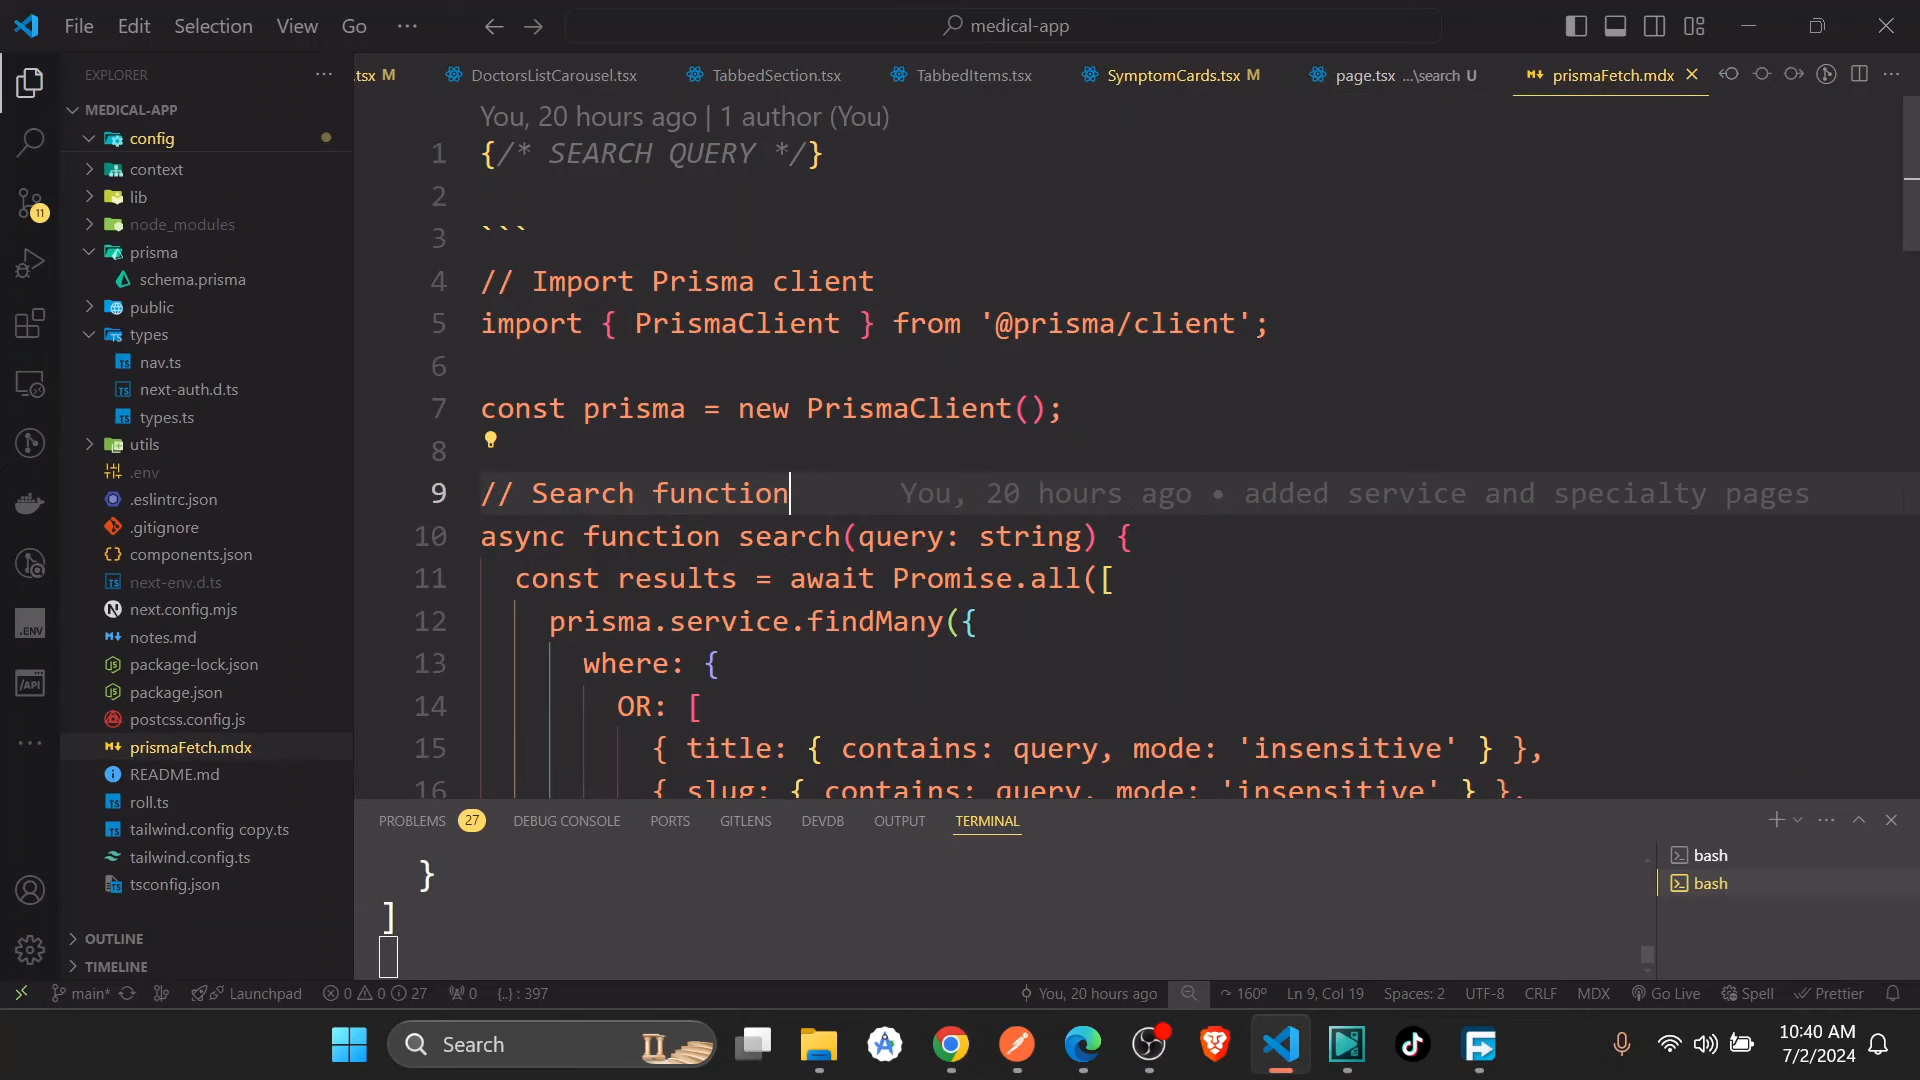 File Edit Selection View Go ··· medical-app
EXPLORER ···
.tsx M DoctorsListCarousel.tsx TabbedSection.tsx TabbedItems.tsx SymptomCards.tsx M page.tsx ...\search U prismaFetch.mdx
MEDICAL-APP
config
context
lib
node_modules
prisma
schema.prisma
public
types
nav.ts
next-auth.d.ts
types.ts
utils
.env
.eslintrc.json
.gitignore
components.json
next-env.d.ts
next.config.mjs
notes.md
package-lock.json
package.json
postcss.config.js
prismaFetch.mdx
README.md
roll.ts
tailwind.config copy.ts
tailwind.config.ts
tsconfig.json
OUTLINE
TIMELINE
11
.ENV
/API
You, 20 hours ago | 1 author (You)
1 {/* SEARCH QUERY */}
2
3 ```
4 // Import Prisma client
5 import { PrismaClient } from '@prisma/client';
6
7 const prisma = new PrismaClient();
8
9 // Search function You, 20 hours ago • added service and specialty pages
10 async function search(query: string) {
11 const results = await Promise.all([
12 prisma.service.findMany({
13 where: {
14 OR: [
15 { title: { contains: query, mode: 'insensitive' } },
16 { slug: { contains: query, mode: 'insensitive' } },
PROBLEMS 27 DEBUG CONSOLE PORTS GITLENS DEVDB OUTPUT TERMINAL
}
]
bash
bash
main* Launchpad 0 0 27 0 {..} : 397 You, 20 hours ago 160º Ln 9, Col 19 Spaces: 2 UTF-8 CRLF MDX Go Live Spell Prettier
Search
10:40 AM
7/2/2024